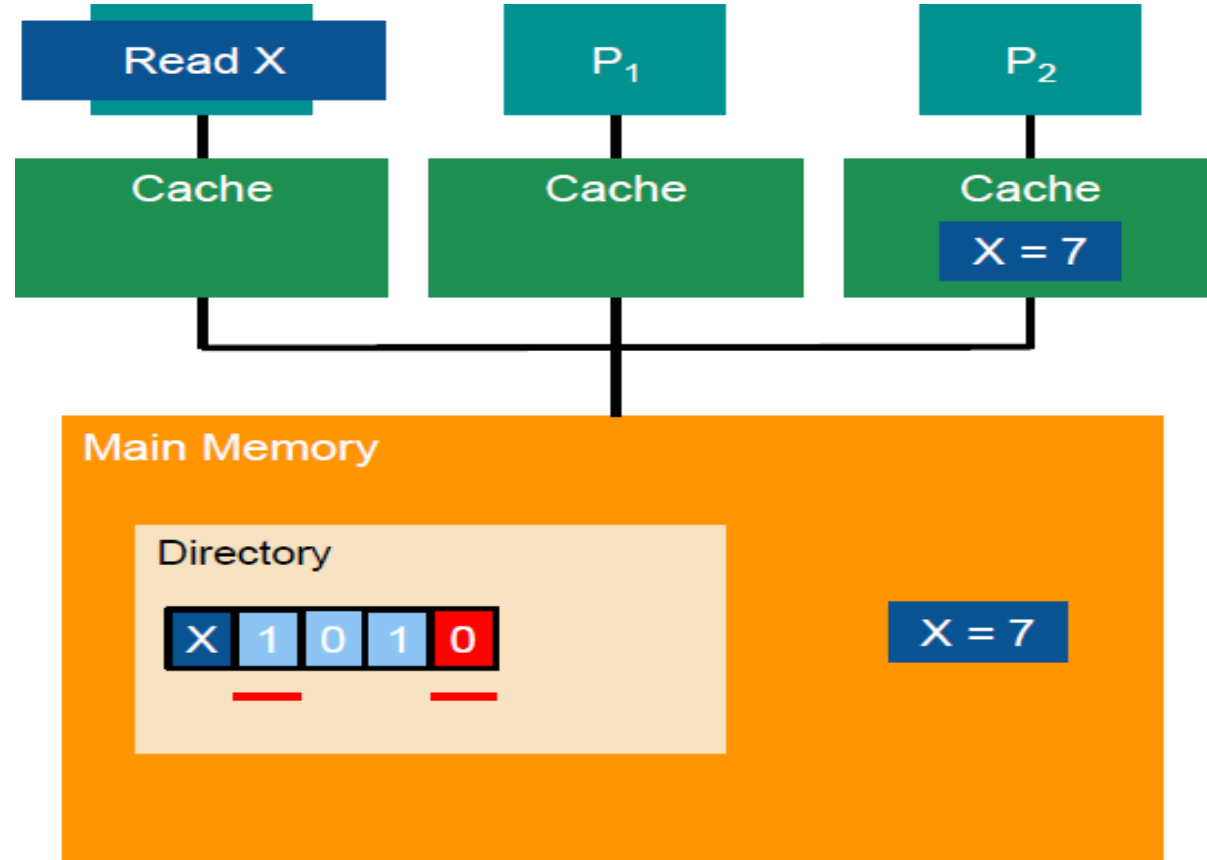 Read X
P₁
P₂
Cache
Cache
Cache
X = 7
Main Memory
Directory
X 1 0 1 0
X = 7